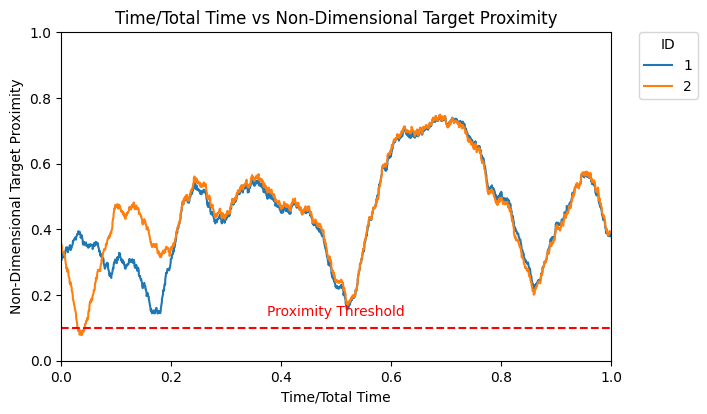 Time/Total Time vs Non-Dimensional Target Proximity
ID
1
2
Non-Dimensional Target Proximity
1.0
0.8
0.6
0.4
0.2
0.0
Proximity Threshold
0.0 0.2 0.4 0.6 0.8 1.0
Time/Total Time